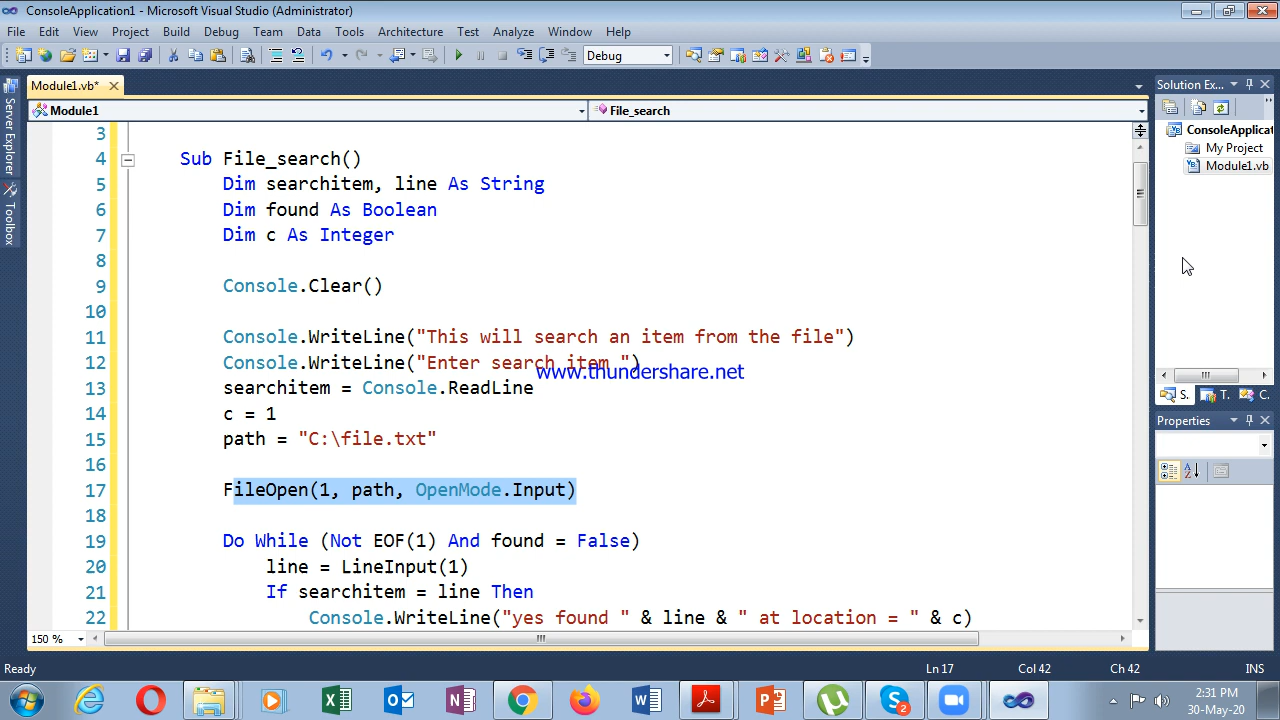 ConsoleApplication1 - Microsoft Visual Studio (Administrator)
File Edit View Project Build Debug Team Data Tools Architecture Test Analyze Window Help
Debug
Module1.vb*
Solution Ex...
Module1 File_search
Server Explorer
Toolbox
3
4 Sub File_search()
5 Dim searchitem, line As String
6 Dim found As Boolean
7 Dim c As Integer
8
9 Console.Clear()
10
11 Console.WriteLine("This will search an item from the file")
12 Console.WriteLine("Enter search item ")
www.thundershare.net
13 searchitem = Console.ReadLine
14 c = 1
15 path = "C:\file.txt"
16
17 FileOpen(1, path, OpenMode.Input)
18
19 Do While (Not EOF(1) And found = False)
20 line = LineInput(1)
21 If searchitem = line Then
22 Console.WriteLine("yes found " & line & " at location = " & c)
150 %
ConsoleApplicat
My Project
Module1.vb
S. T. C.
Properties
Ready Ln 17 Col 42 Ch 42 INS
2
2:31 PM
30-May-20